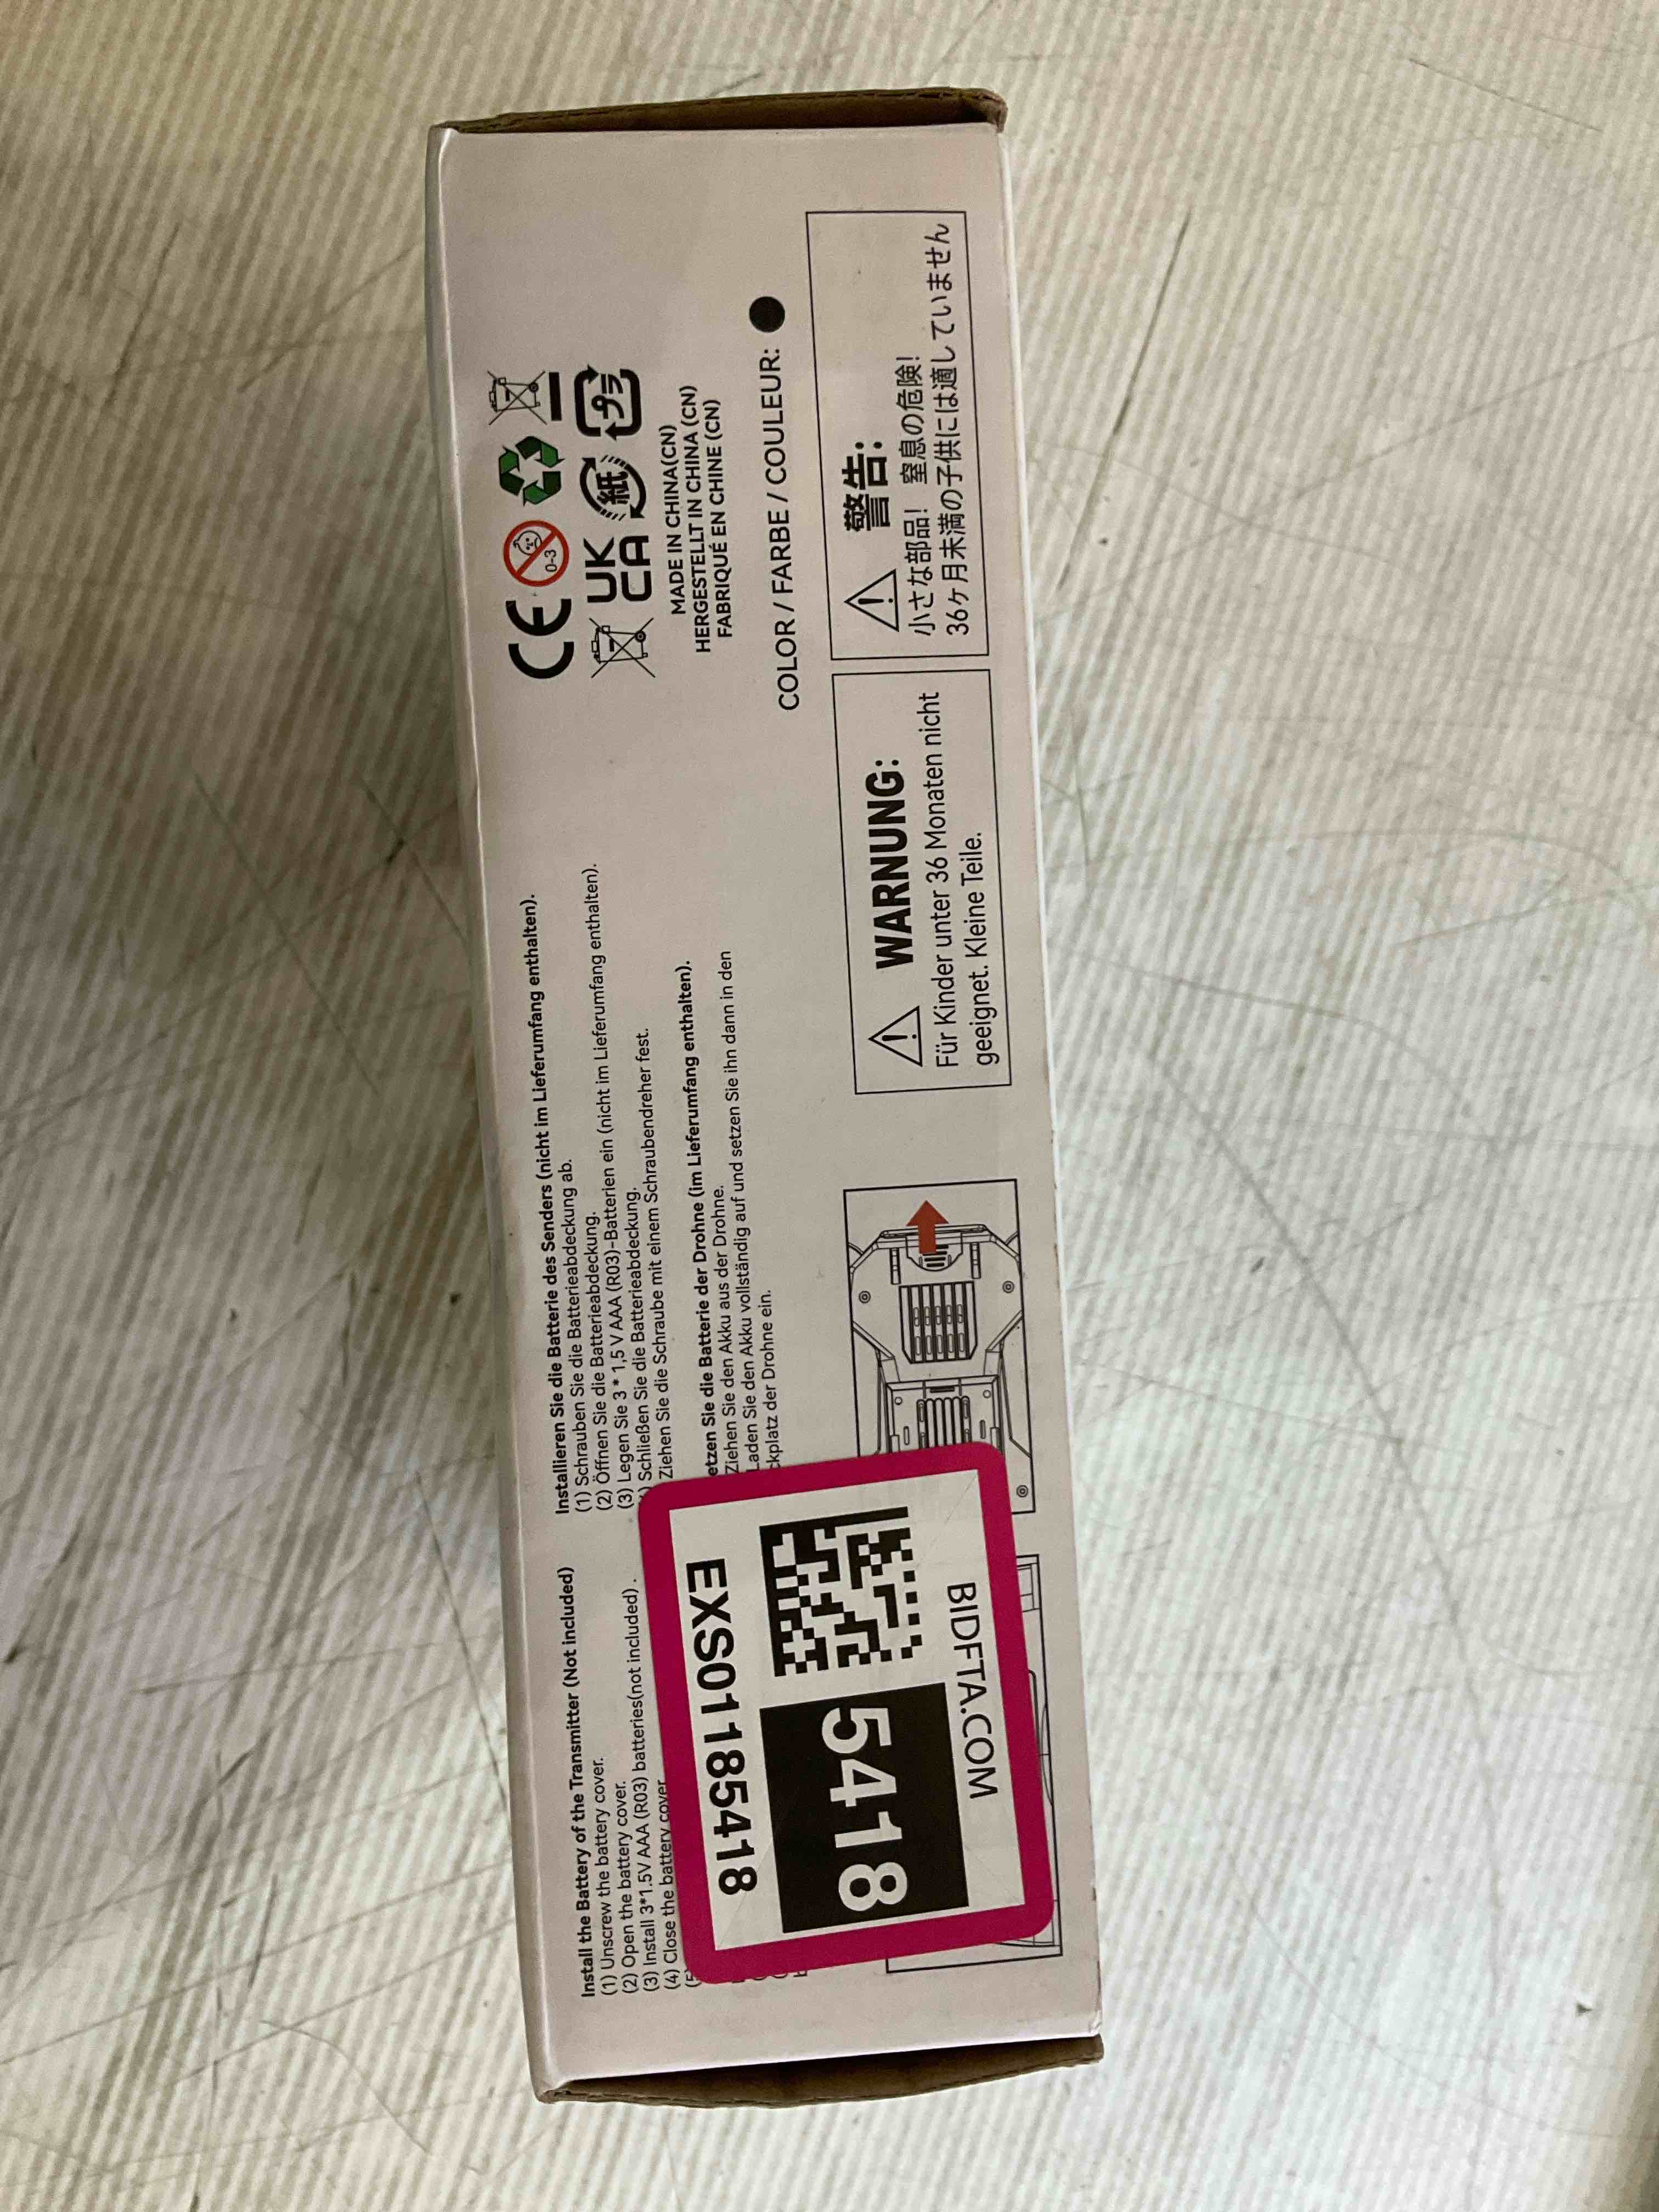 Install the Battery of the Transmitter (Not included)
(1) Unscrew the battery cover.
(2) Open the battery cover.
(3) Install 3*1.5V AAA (R03) batteries(not included) .
(4) Close the battery cover
(5
Installieren Sie die Batterie des Senders (nicht im Lieferumfang enthalten).
(1) Schrauben Sie die Batterieabdeckung ab.
(2) Öffnen Sie die Batterieabdeckung.
(3) Legen Sie 3 * 1,5 V AAA (R03)-Batterien ein (nicht im Lieferumfang enthalten).
) Schließen Sie die Batterieabdeckung.
Ziehen Sie die Schraube mit einem Schraubendreher fest.
etzen Sie die Batterie der Drohne (im Lieferumfang enthalten).
Ziehen Sie den Akku aus der Drohne.
Laden Sie den Akku vollständig auf und setzen Sie ihn dann in den
ckplatz der Drohne ein.
CE
0-3
UK
CA
紙
プラ
MADE IN CHINA(CN)
HERGESTELLT IN CHINA (CN)
FABRIQUÉ EN CHINE (CN)
COLOR / FARBE / COULEUR:
WARNUNG:
Für Kinder unter 36 Monaten nicht
geeignet. Kleine Teile.
警告:
小さな部品! 窒息の危険!
36ヶ月未満の子供には適していません
EXS01185418
5418
BIDFTA.COM